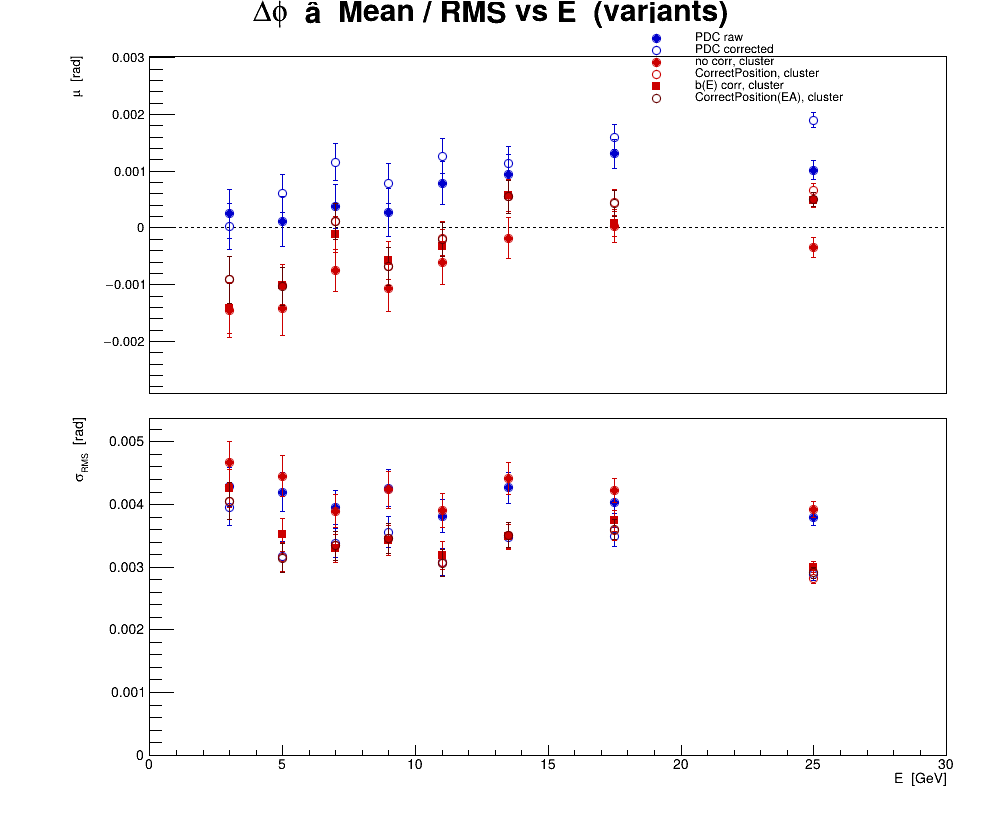 Δϕ â Mean / RMS vs E (variants)
PDC raw
PDC corrected
no corr, cluster
CorrectPosition, cluster
b(E) corr, cluster
CorrectPosition(EA), cluster
μ [rad]
0.003
0.002
0.001
0
−0.001
−0.002
σRMS [rad]
0.005
0.004
0.003
0.002
0.001
0
0 5 10 15 20 25 30
E [GeV]